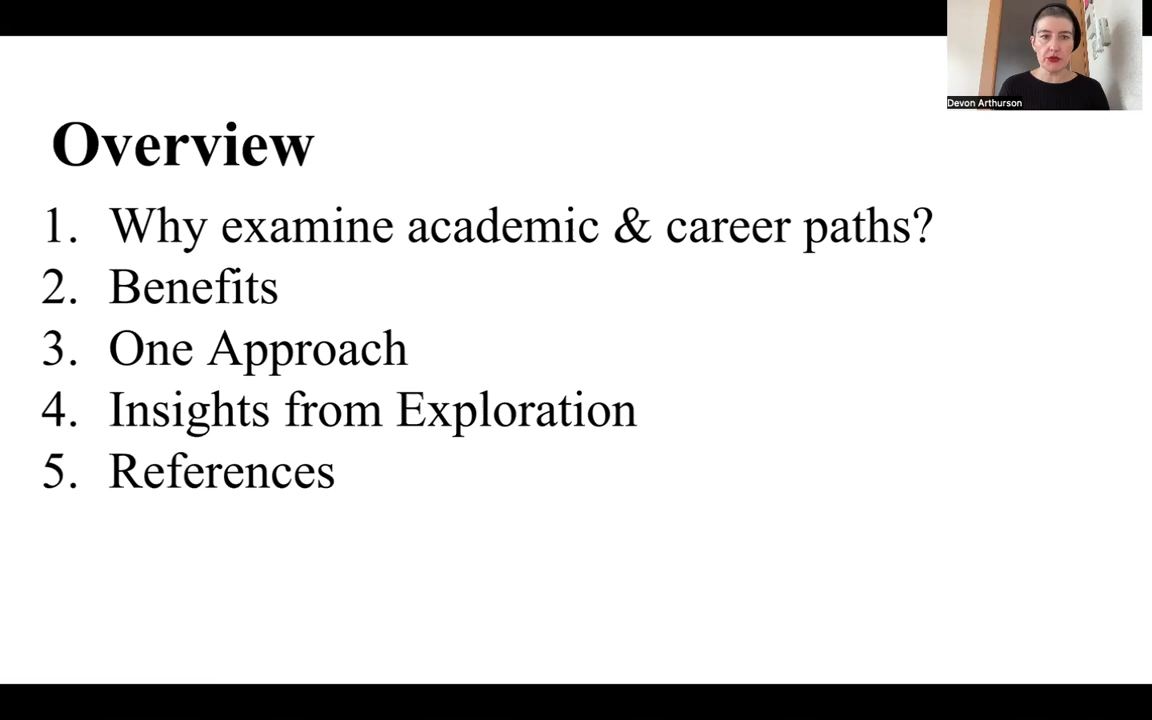 Devon Arthurson
Overview
1. Why examine academic & career paths?
2. Benefits
3. One Approach
4. Insights from Exploration
5. References